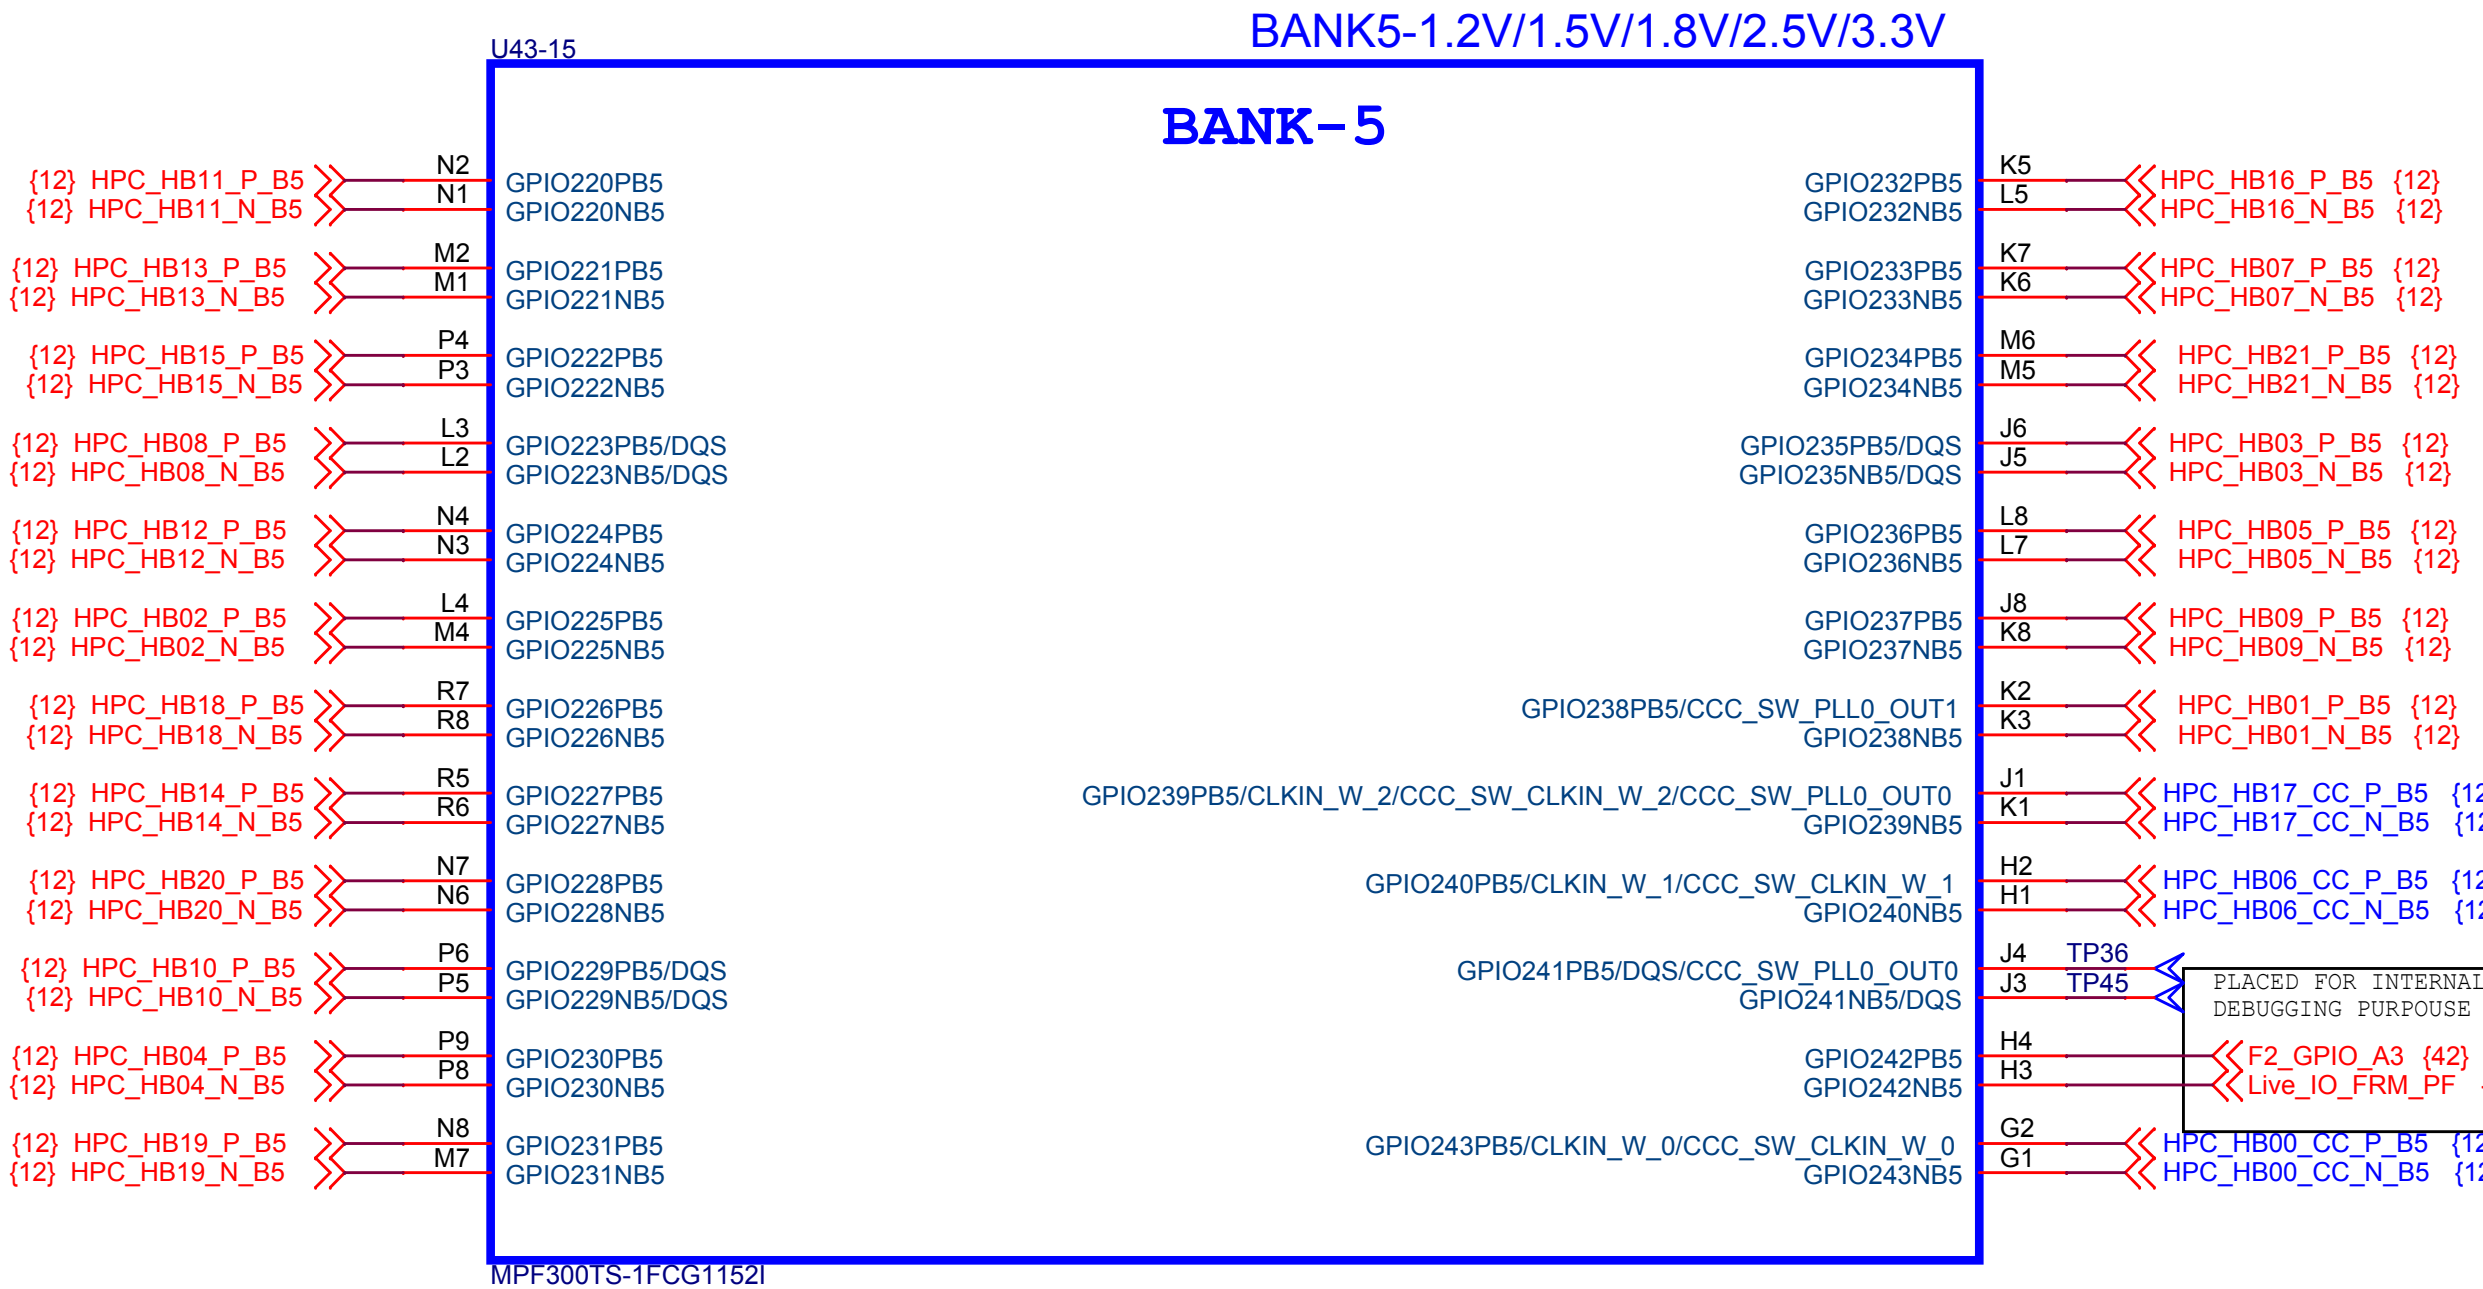 BANK5-1.2V/1.5V/1.8V/2.5V/3.3V
U43-15
BANK-5
{12} HPC_HB11_P_B5 N2 GPIO220PB5 GPIO232PB5 K5 HPC_HB16_P_B5 {12}
{12} HPC_HB11_N_B5 N1 GPIO220NB5 GPIO232NB5 L5 HPC_HB16_N_B5 {12}
{12} HPC_HB13_P_B5 M2 GPIO221PB5 GPIO233PB5 K7 HPC_HB07_P_B5 {12}
{12} HPC_HB13_N_B5 M1 GPIO221NB5 GPIO233NB5 K6 HPC_HB07_N_B5 {12}
{12} HPC_HB15_P_B5 P4 GPIO222PB5 GPIO234PB5 M6 HPC_HB21_P_B5 {12}
{12} HPC_HB15_N_B5 P3 GPIO222NB5 GPIO234NB5 M5 HPC_HB21_N_B5 {12}
{12} HPC_HB08_P_B5 L3 GPIO223PB5/DQS GPIO235PB5/DQS J6 HPC_HB03_P_B5 {12}
{12} HPC_HB08_N_B5 L2 GPIO223NB5/DQS GPIO235NB5/DQS J5 HPC_HB03_N_B5 {12}
{12} HPC_HB12_P_B5 N4 GPIO224PB5 GPIO236PB5 L8 HPC_HB05_P_B5 {12}
{12} HPC_HB12_N_B5 N3 GPIO224NB5 GPIO236NB5 L7 HPC_HB05_N_B5 {12}
{12} HPC_HB02_P_B5 L4 GPIO225PB5 GPIO237PB5 J8 HPC_HB09_P_B5 {12}
{12} HPC_HB02_N_B5 M4 GPIO225NB5 GPIO237NB5 K8 HPC_HB09_N_B5 {12}
{12} HPC_HB18_P_B5 R7 GPIO226PB5 GPIO238PB5/CCC_SW_PLL0_OUT1 K2 HPC_HB01_P_B5 {12}
{12} HPC_HB18_N_B5 R8 GPIO226NB5 GPIO238NB5 K3 HPC_HB01_N_B5 {12}
{12} HPC_HB14_P_B5 R5 GPIO227PB5 GPIO239PB5/CLKIN_W_2/CCC_SW_CLKIN_W_2/CCC_SW_PLL0_OUT0 J1 HPC_HB17_CC_P_B5 {12
{12} HPC_HB14_N_B5 R6 GPIO227NB5 GPIO239NB5 K1 HPC_HB17_CC_N_B5 {12
{12} HPC_HB20_P_B5 N7 GPIO228PB5 GPIO240PB5/CLKIN_W_1/CCC_SW_CLKIN_W_1 H2 HPC_HB06_CC_P_B5 {12
{12} HPC_HB20_N_B5 N6 GPIO228NB5 GPIO240NB5 H1 HPC_HB06_CC_N_B5 {12
{12} HPC_HB10_P_B5 P6 GPIO229PB5/DQS GPIO241PB5/DQS/CCC_SW_PLL0_OUT0 J4 TP36
{12} HPC_HB10_N_B5 P5 GPIO229NB5/DQS GPIO241NB5/DQS J3 TP45
PLACED FOR INTERNAL
DEBUGGING PURPOUSE
{12} HPC_HB04_P_B5 P9 GPIO230PB5 GPIO242PB5 H4 F2_GPIO_A3 {42}
{12} HPC_HB04_N_B5 P8 GPIO230NB5 GPIO242NB5 H3 Live_IO_FRM_PF
{12} HPC_HB19_P_B5 N8 GPIO231PB5 GPIO243PB5/CLKIN_W_0/CCC_SW_CLKIN_W_0 G2 HPC_HB00_CC_P_B5 {12
{12} HPC_HB19_N_B5 M7 GPIO231NB5 GPIO243NB5 G1 HPC_HB00_CC_N_B5 {12
MPF300TS-1FCG1152I